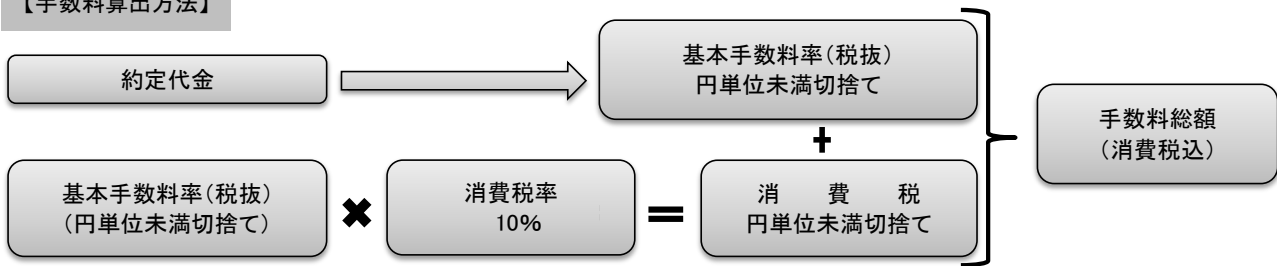 【手数料算出方法】
約定代金
基本手数料率(税抜)
円単位未満切捨て
+
手数料総額
(消費税込)
基本手数料率(税抜)
(円単位未満切捨て)
×
消費税率
10%
=
消　費　税
円単位未満切捨て